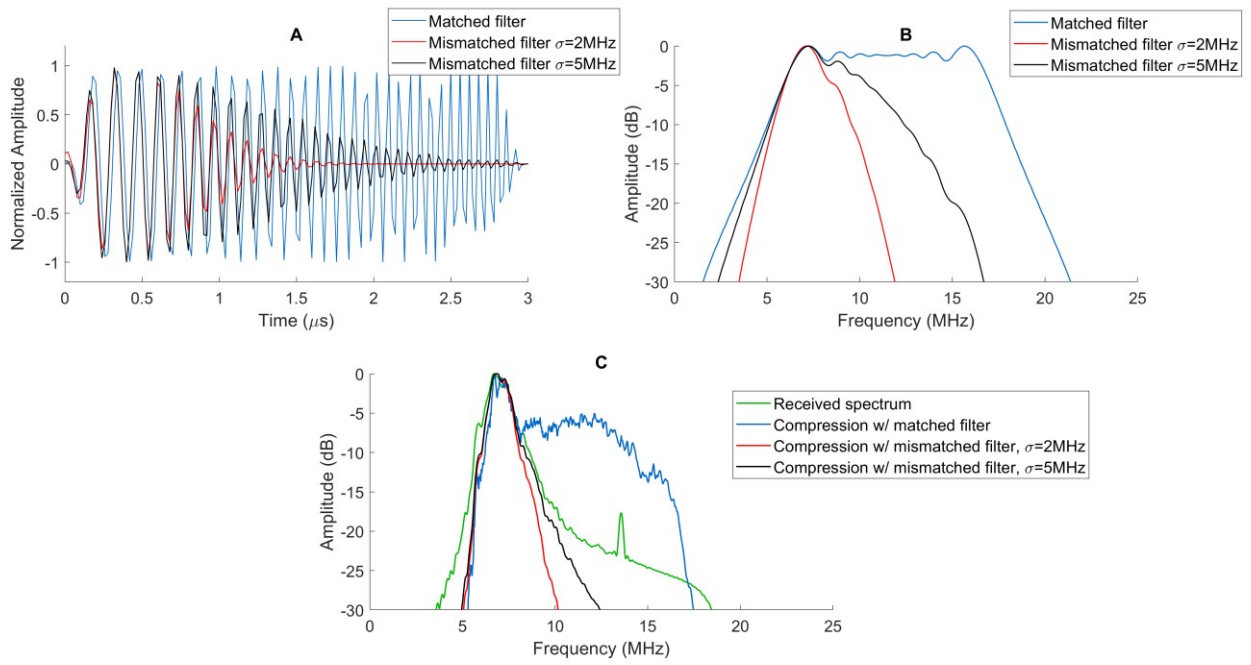 A
Matched filter
Mismatched filter σ=2MHz
Mismatched filter σ=5MHz
Normalized Amplitude
1
0.5
0
-0.5
-1
0 0.5 1 1.5 2 2.5 3
Time (μs)
B
Matched filter
Mismatched filter σ=2MHz
Mismatched filter σ=5MHz
Amplitude (dB)
0
-5
-10
-15
-20
-25
-30
0 5 10 15 20 25
Frequency (MHz)
C
Received spectrum
Compression w/ matched filter
Compression w/ mismatched filter, σ=2MHz
Compression w/ mismatched filter, σ=5MHz
Amplitude (dB)
0
-5
-10
-15
-20
-25
-30
0 5 10 15 20 25
Frequency (MHz)